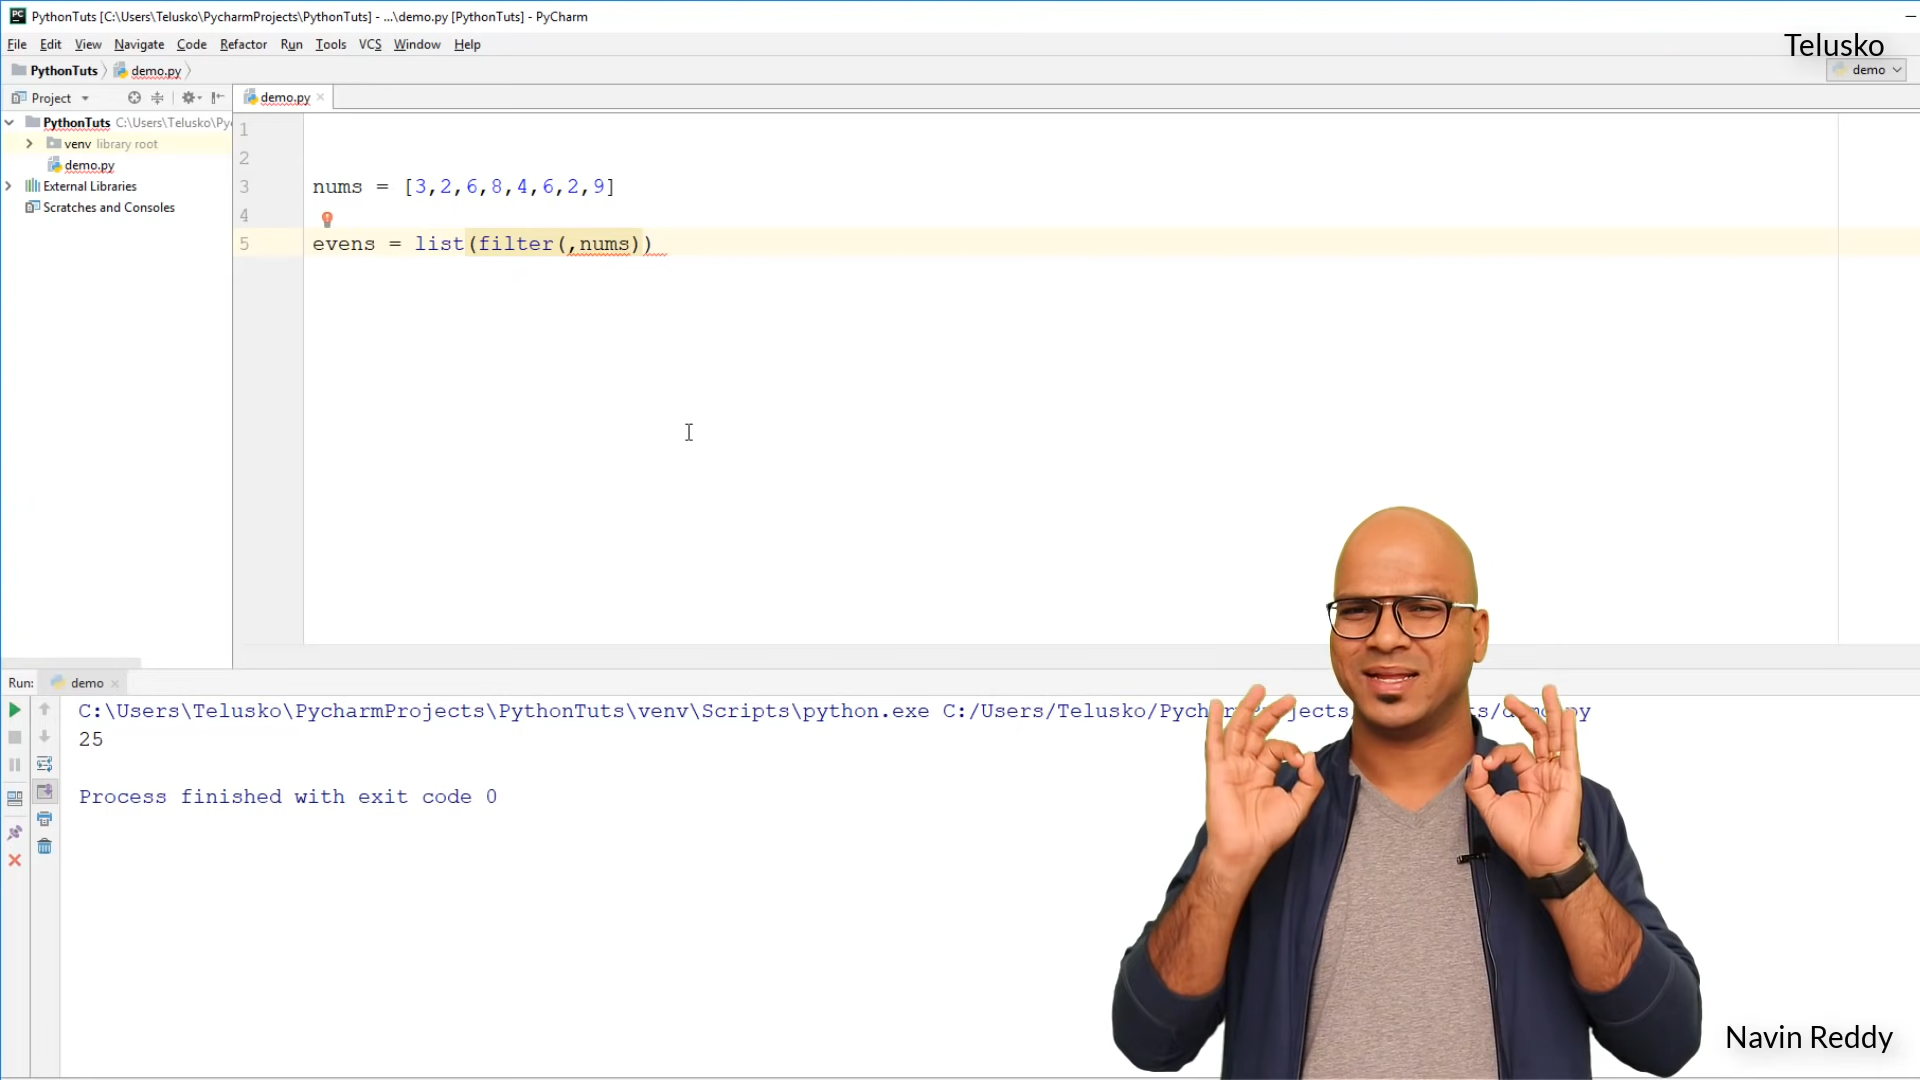 PythonTuts [C:\Users\Telusko\PycharmProjects\PythonTuts] - ...\demo.py [PythonTuts] - PyCharm
File Edit View Navigate Code Refactor Run Tools VCS Window Help
Telusko
PythonTuts demo.py
demo
Project
demo.py
PythonTuts C:\Users\Telusko\Py
venv library root
demo.py
External Libraries
Scratches and Consoles
1
2
3 nums = [3,2,6,8,4,6,2,9]
4
5 evens = list(filter(,nums))
Run: demo
C:\Users\Telusko\PycharmProjects\PythonTuts\venv\Scripts\python.exe C:/Users/Telusko/Pych
25
Process finished with exit code 0
Navin Reddy